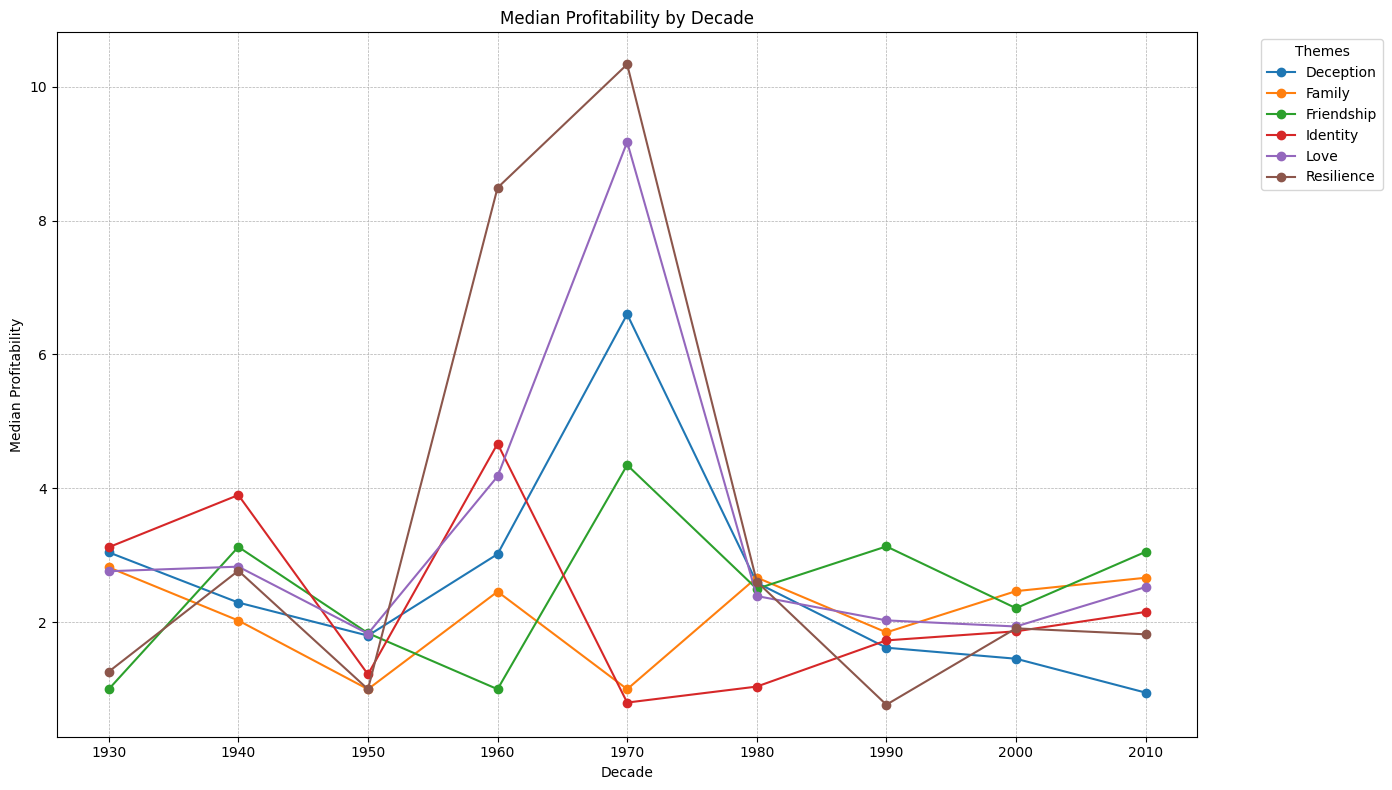 Median Profitability by Decade
Themes
Deception
Family
Friendship
Identity
Love
Resilience
Median Profitability
10
8
6
4
2
1930 1940 1950 1960 1970 1980 1990 2000 2010
Decade